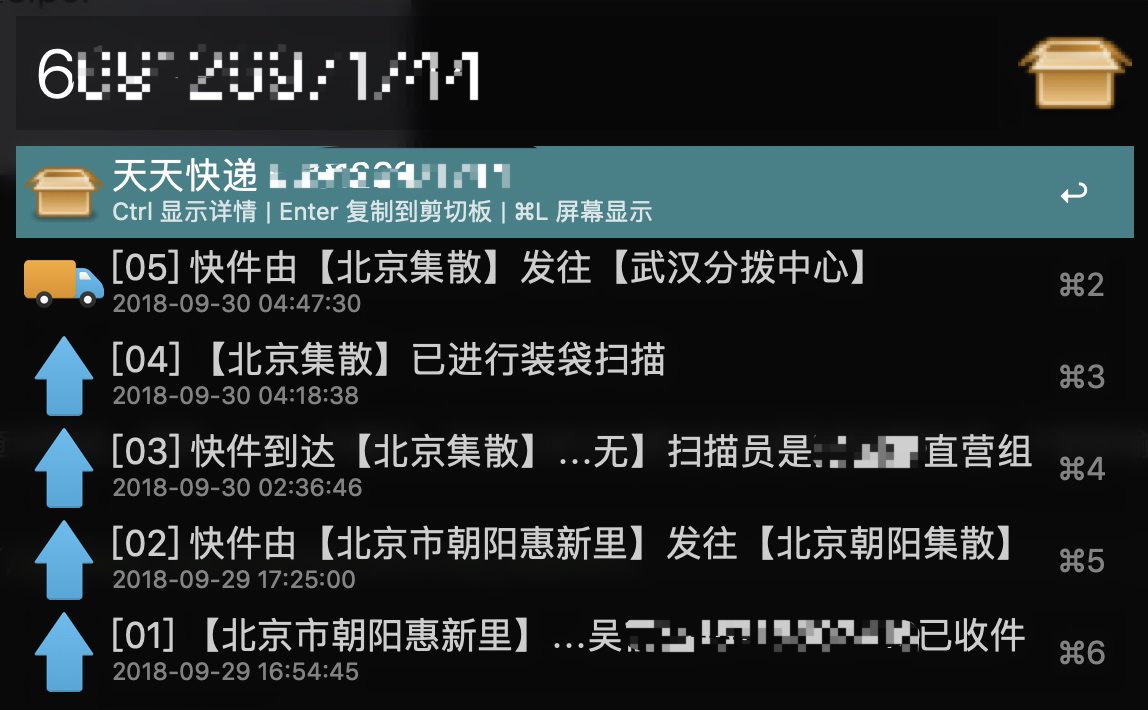 天天快递
Ctrl 显示详情 | Enter 复制到剪切板 | ⌘L 屏幕显示
[05] 快件由【北京集散】发往【武汉分拨中心】
2018-09-30 04:47:30
⌘2
[04] 【北京集散】已进行装袋扫描
2018-09-30 04:18:38
⌘3
[03] 快件到达【北京集散】...无】扫描员是 直营组
2018-09-30 02:36:46
⌘4
[02] 快件由【北京市朝阳惠新里】发往【北京朝阳集散】
2018-09-29 17:25:00
⌘5
[01] 【北京市朝阳惠新里】...吴 已收件
2018-09-29 16:54:45
⌘6